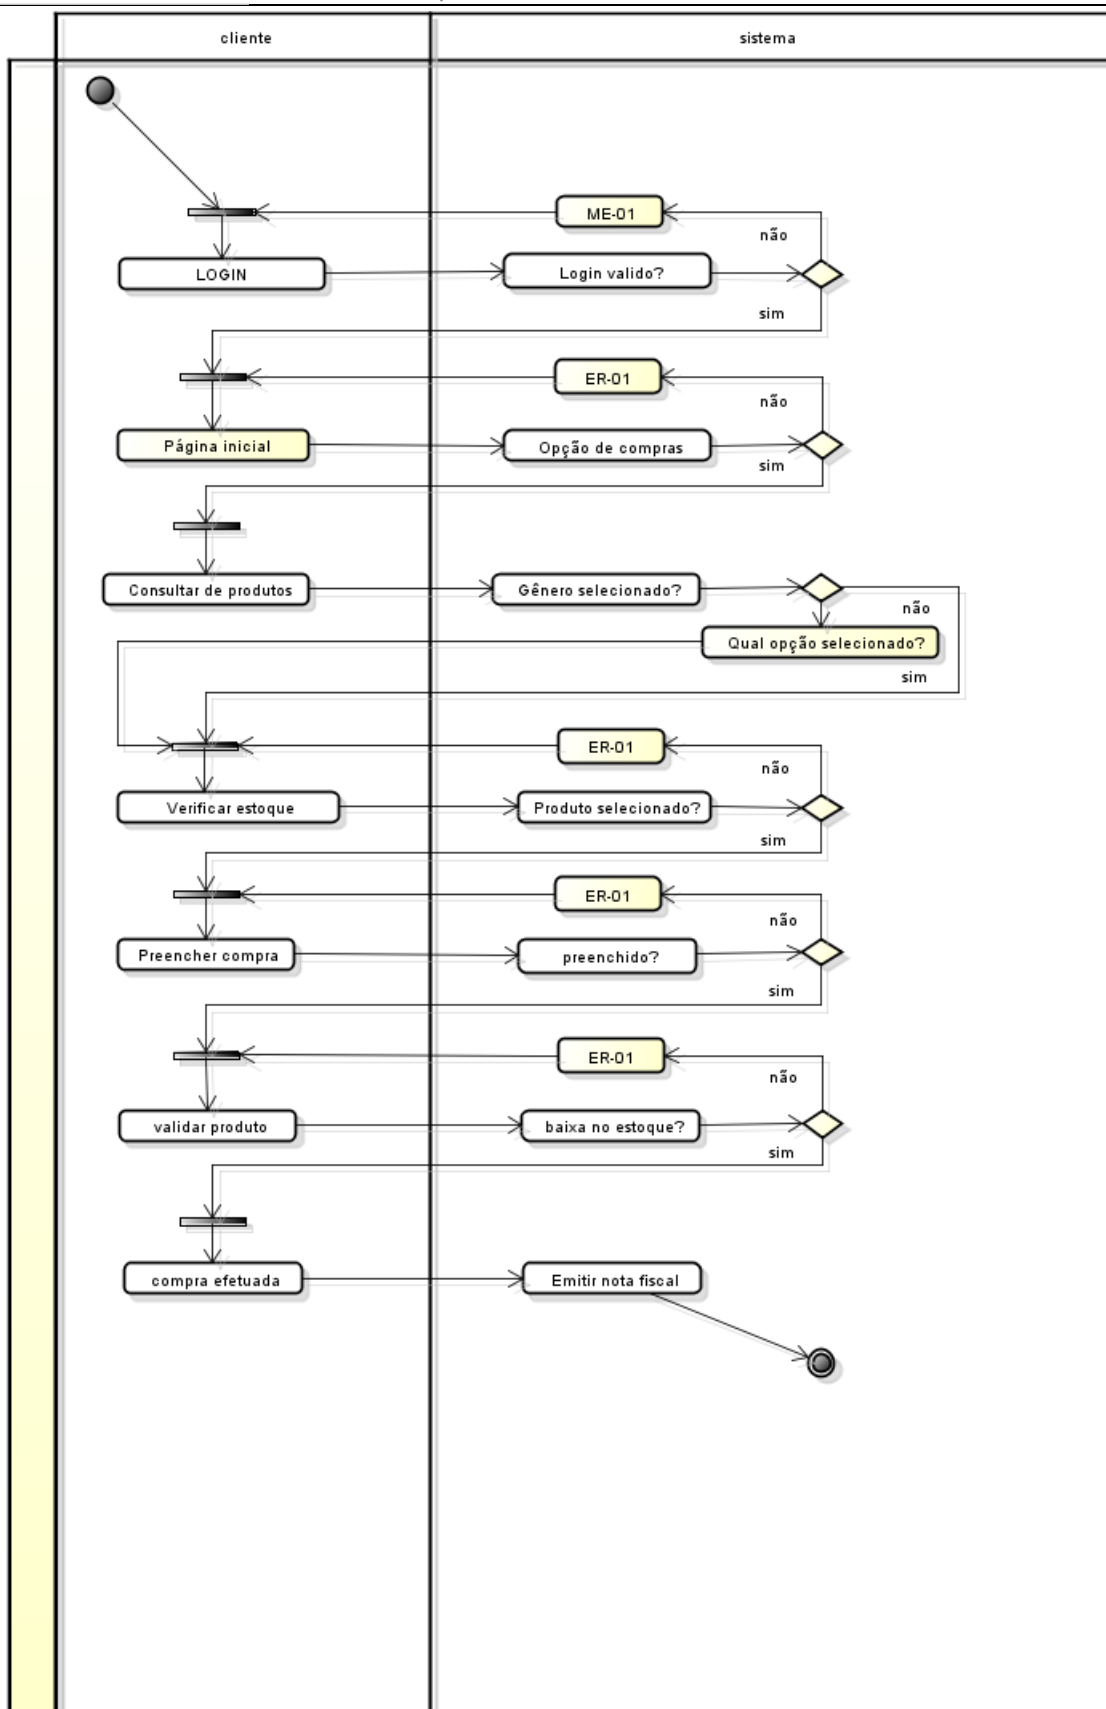 cliente
sistema
ME-01
não
LOGIN
Login valido?
sim
ER-01
não
Página inicial
Opção de compras
sim
Consultar de produtos
Gênero selecionado?
não
Qual opção selecionado?
sim
ER-01
não
Verificar estoque
Produto selecionado?
sim
ER-01
não
Preencher compra
preenchido?
sim
ER-01
não
validar produto
baixa no estoque?
sim
compra efetuada
Emitir nota fiscal